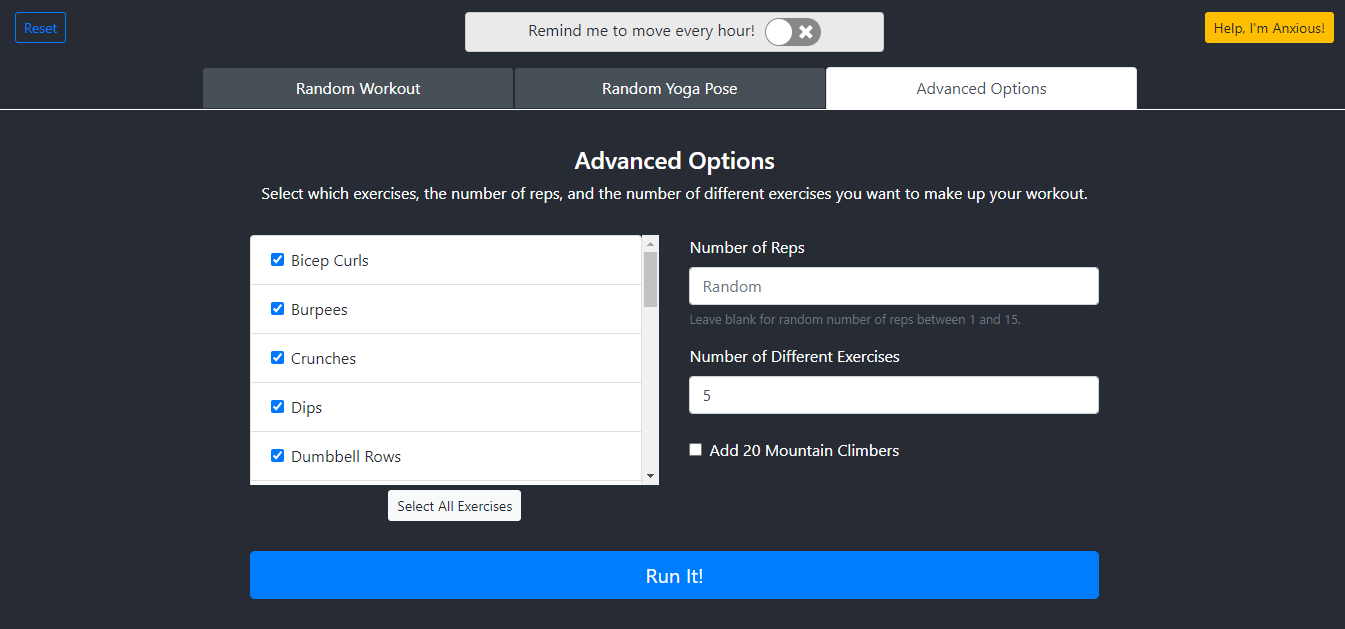 Reset
Remind me to move every hour!
Help, I'm Anxious!
Random Workout
Random Yoga Pose
Advanced Options
Advanced Options
Select which exercises, the number of reps, and the number of different exercises you want to make up your workout.
Bicep Curls
Burpees
Crunches
Dips
Dumbbell Rows
Select All Exercises
Number of Reps
Random
Leave blank for random number of reps between 1 and 15.
Number of Different Exercises
5
Add 20 Mountain Climbers
Run It!